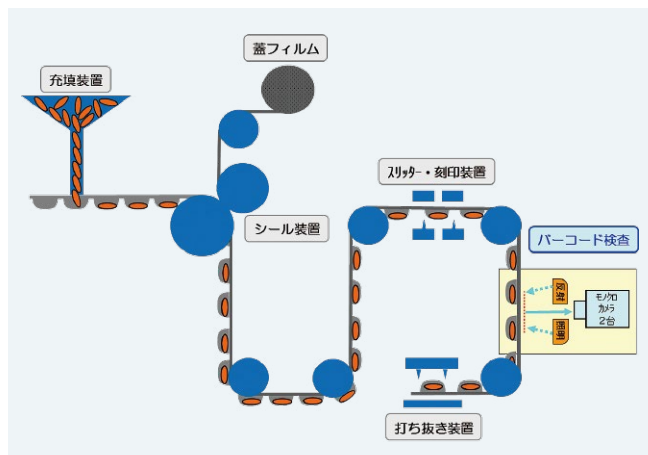 蓋フィルム
充填装置
ｽﾘｯﾀｰ・刻印装置
シール装置
バーコード検査
反射
照明
ﾓﾉｸﾛ
ｶﾒﾗ
2台
打ち抜き装置